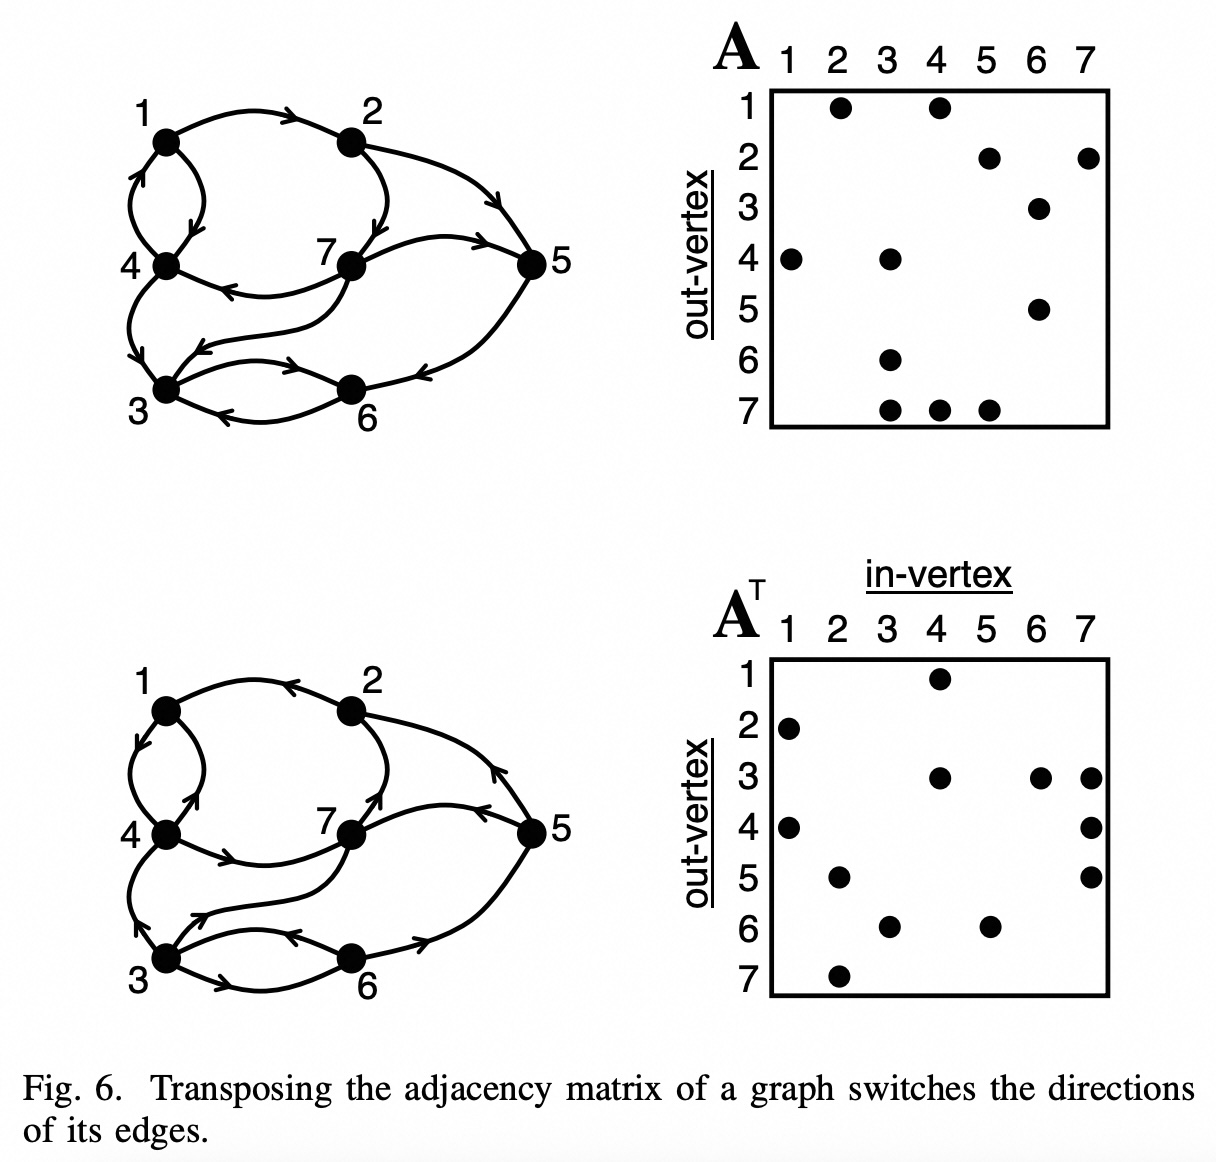 A 1 2 3 4 5 6 7
1 2
1
2
out-vertex
3
4 7 5
4
5
6
3 6
7
in-vertex
A^T 1 2 3 4 5 6 7
1 2
1
2
out-vertex
3
4 7 5
4
5
6
3 6
7
Fig. 6. Transposing the adjacency matrix of a graph switches the directions
of its edges.